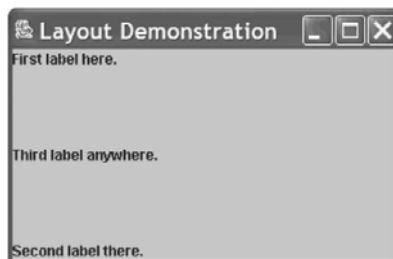 Layout Demonstration
First label here.
Third label anywhere.
Second label there.